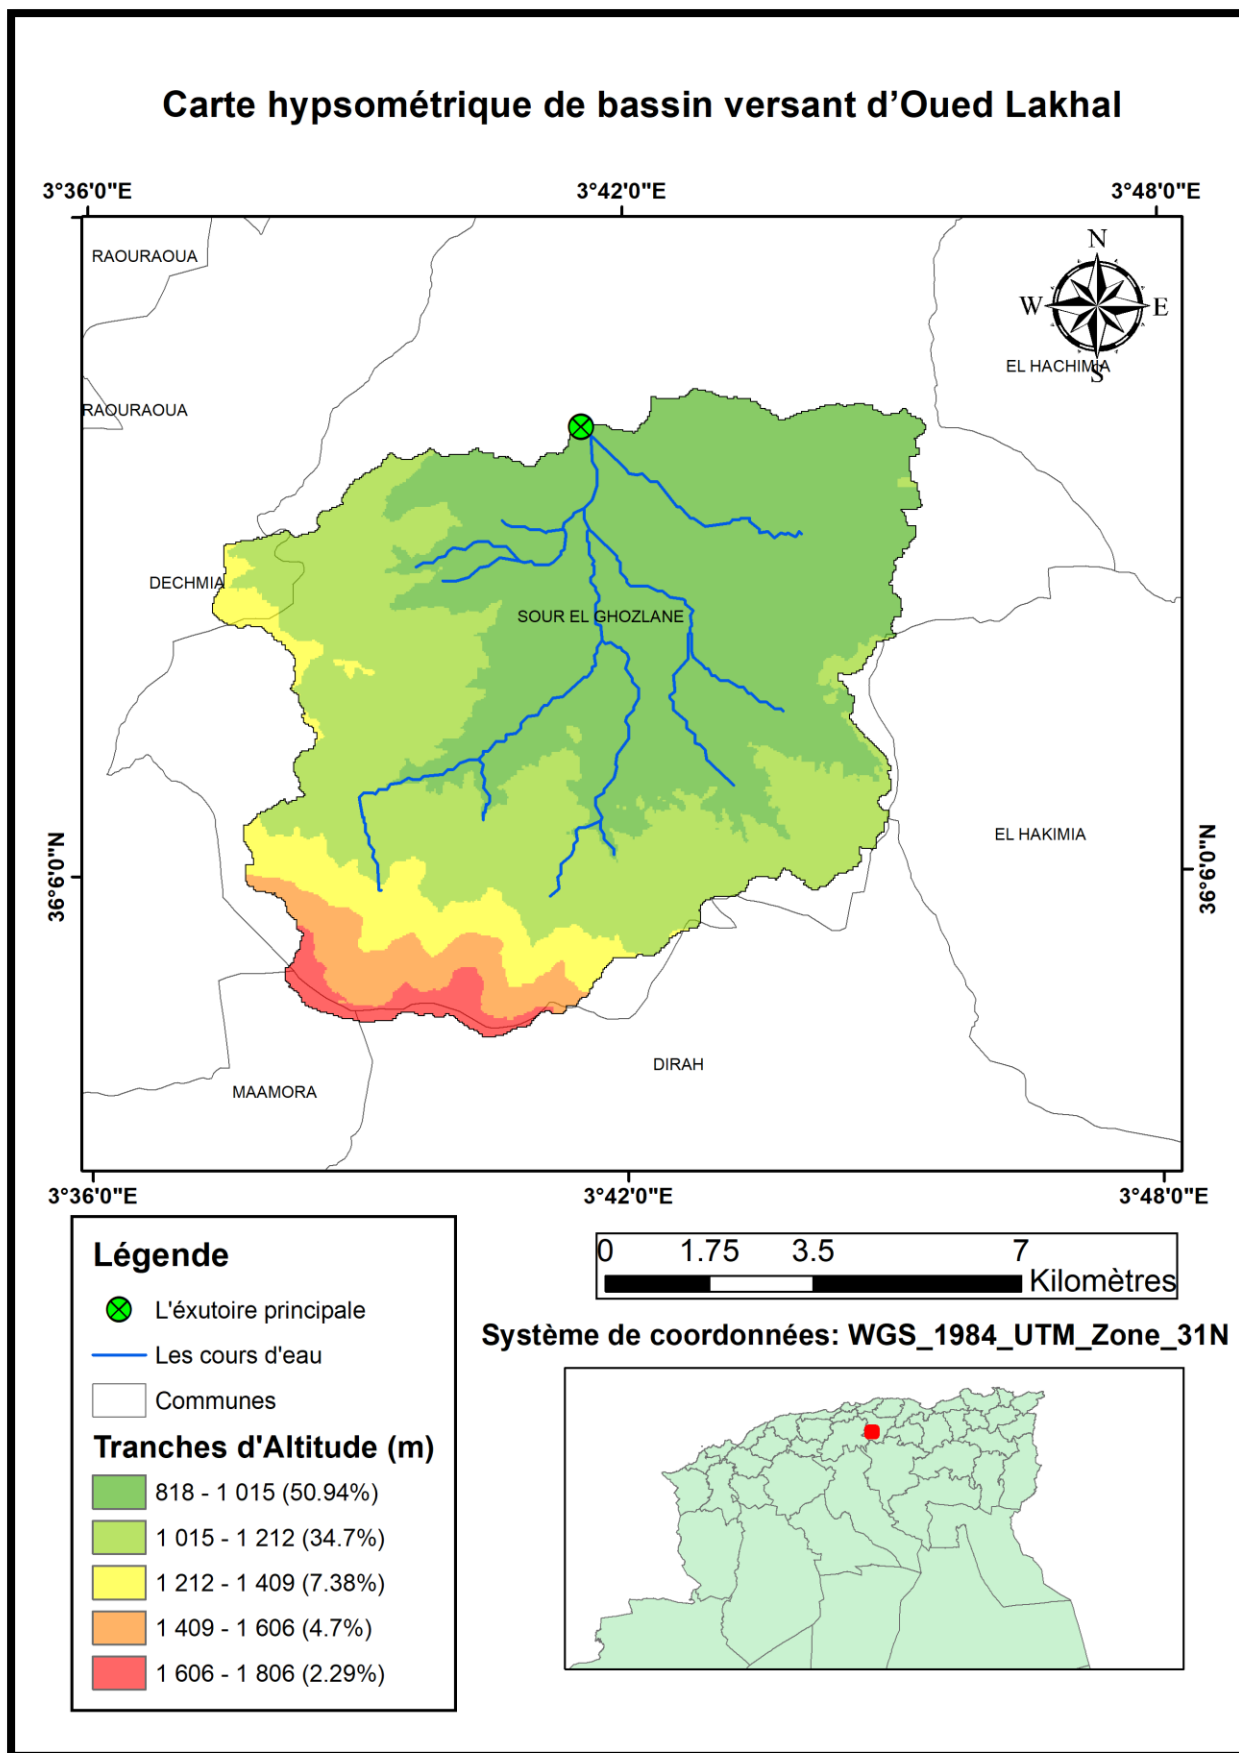 Carte hypsométrique de bassin versant d'Oued Lakhal
3°36'0"E 3°42'0"E 3°48'0"E
RAOURAOUA
N
W E
S
EL HACHIMIA
RAOURAOUA
DECHMIA
SOUR EL GHOZLANE
EL HAKIMIA
36°6'0"N
36°6'0"N
DIRAH
MAAMORA
3°36'0"E 3°42'0"E 3°48'0"E
Légende
L'éxutoire principale
Les cours d'eau
Communes
Tranches d'Altitude (m)
818 - 1 015 (50.94%)
1 015 - 1 212 (34.7%)
1 212 - 1 409 (7.38%)
1 409 - 1 606 (4.7%)
1 606 - 1 806 (2.29%)
0 1.75 3.5 7
Kilomètres
Système de coordonnées: WGS_1984_UTM_Zone_31N